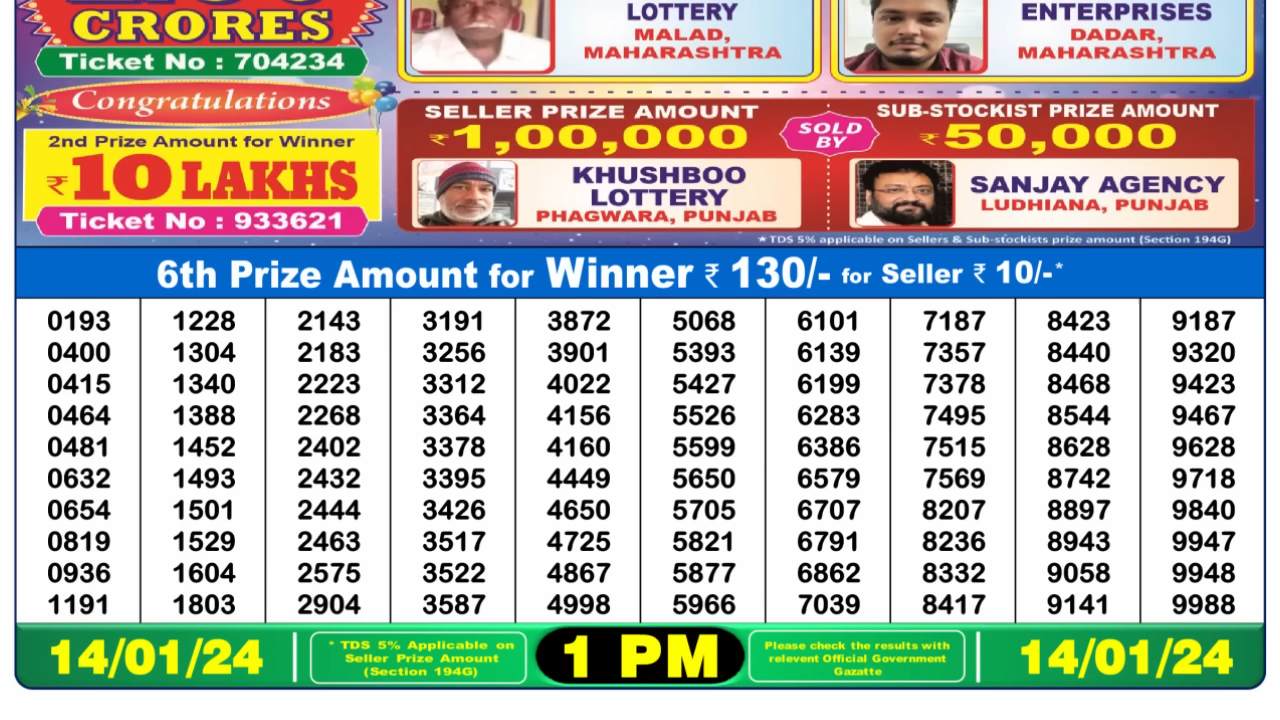 CRORES
Ticket No : 704234
Congratulations
2nd Prize Amount for Winner
₹10 LAKHS
Ticket No : 933621
LOTTERY
MALAD,
MAHARASHTRA
ENTERPRISES
DADAR,
MAHARASHTRA
SELLER PRIZE AMOUNT
₹1,00,000
SOLD
BY
SUB-STOCKIST PRIZE AMOUNT
₹50,000
KHUSHBOO
LOTTERY
PHAGWARA, PUNJAB
SANJAY AGENCY
LUDHIANA, PUNJAB
* TDS 5% applicable on Sellers & Sub-stockists prize amount (Section 194G)
6th Prize Amount for Winner ₹ 130/- for Seller ₹ 10/-*
0193 1228 2143 3191 3872 5068 6101 7187 8423 9187
0400 1304 2183 3256 3901 5393 6139 7357 8440 9320
0415 1340 2223 3312 4022 5427 6199 7378 8468 9423
0464 1388 2268 3364 4156 5526 6283 7495 8544 9467
0481 1452 2402 3378 4160 5599 6386 7515 8628 9628
0632 1493 2432 3395 4449 5650 6579 7569 8742 9718
0654 1501 2444 3426 4650 5705 6707 8207 8897 9840
0819 1529 2463 3517 4725 5821 6791 8236 8943 9947
0936 1604 2575 3522 4867 5877 6862 8332 9058 9948
1191 1803 2904 3587 4998 5966 7039 8417 9141 9988
14/01/24
* TDS 5% Applicable on
Seller Prize Amount
(Section 194G)
1 PM
Please check the results with
relevent Official Government
Gazatte
14/01/24